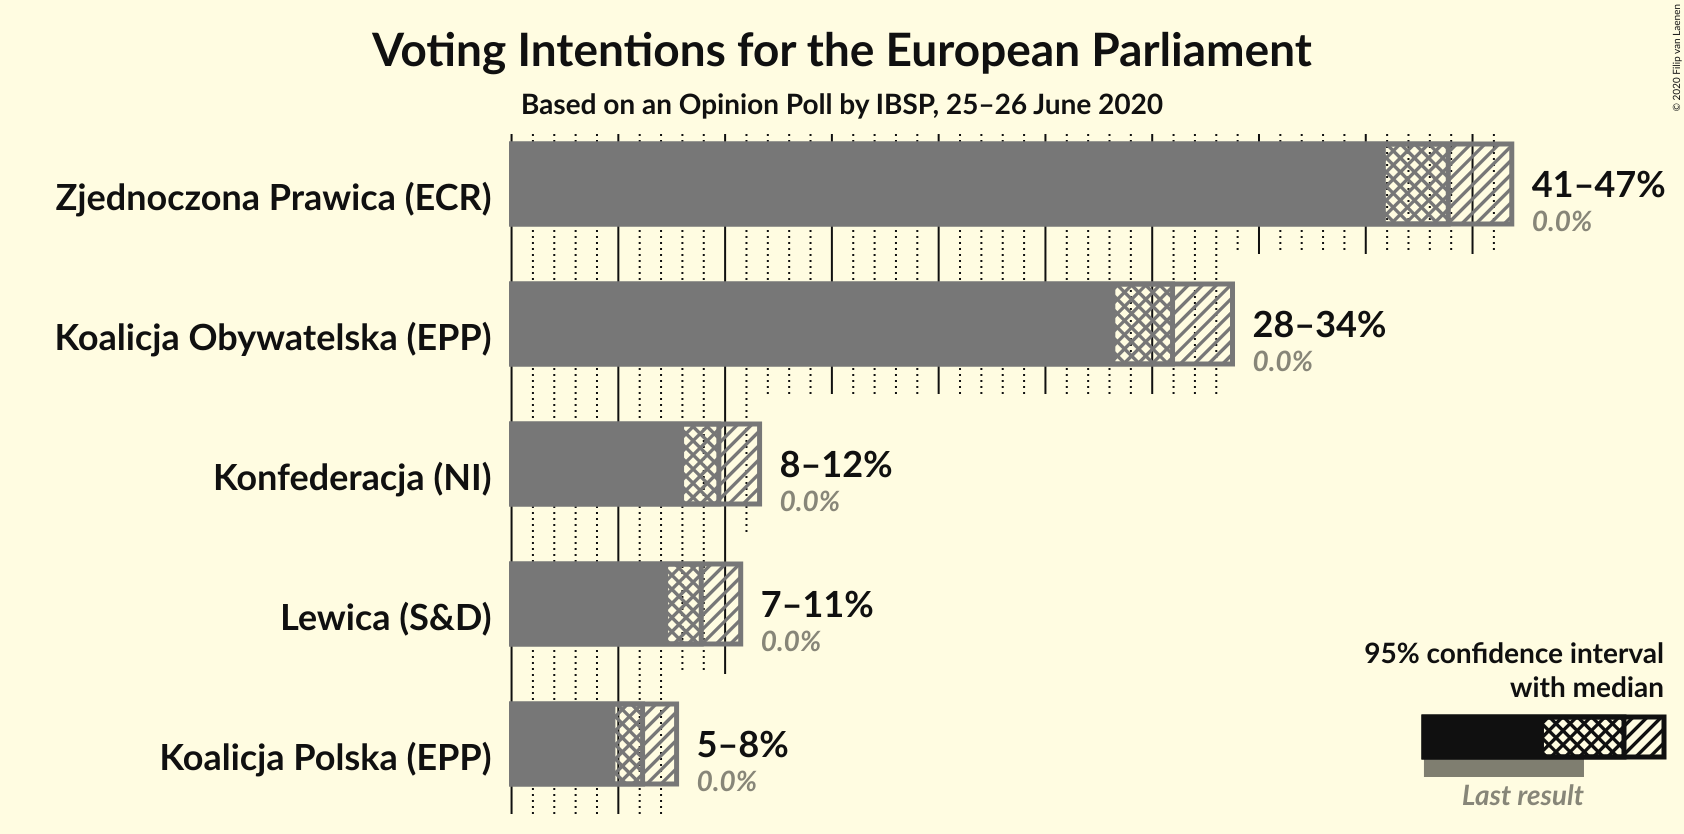 Voting Intentions for the European Parliament
Based on an Opinion Poll by IBSP, 25–26 June 2020
© 2020 Filip van Laenen
Zjednoczona Prawica (ECR)
41–47%
0.0%
Koalicja Obywatelska (EPP)
28–34%
0.0%
Konfederacja (NI)
8–12%
0.0%
Lewica (S&D)
7–11%
0.0%
Koalicja Polska (EPP)
5–8%
0.0%
95% confidence interval
with median
Last result